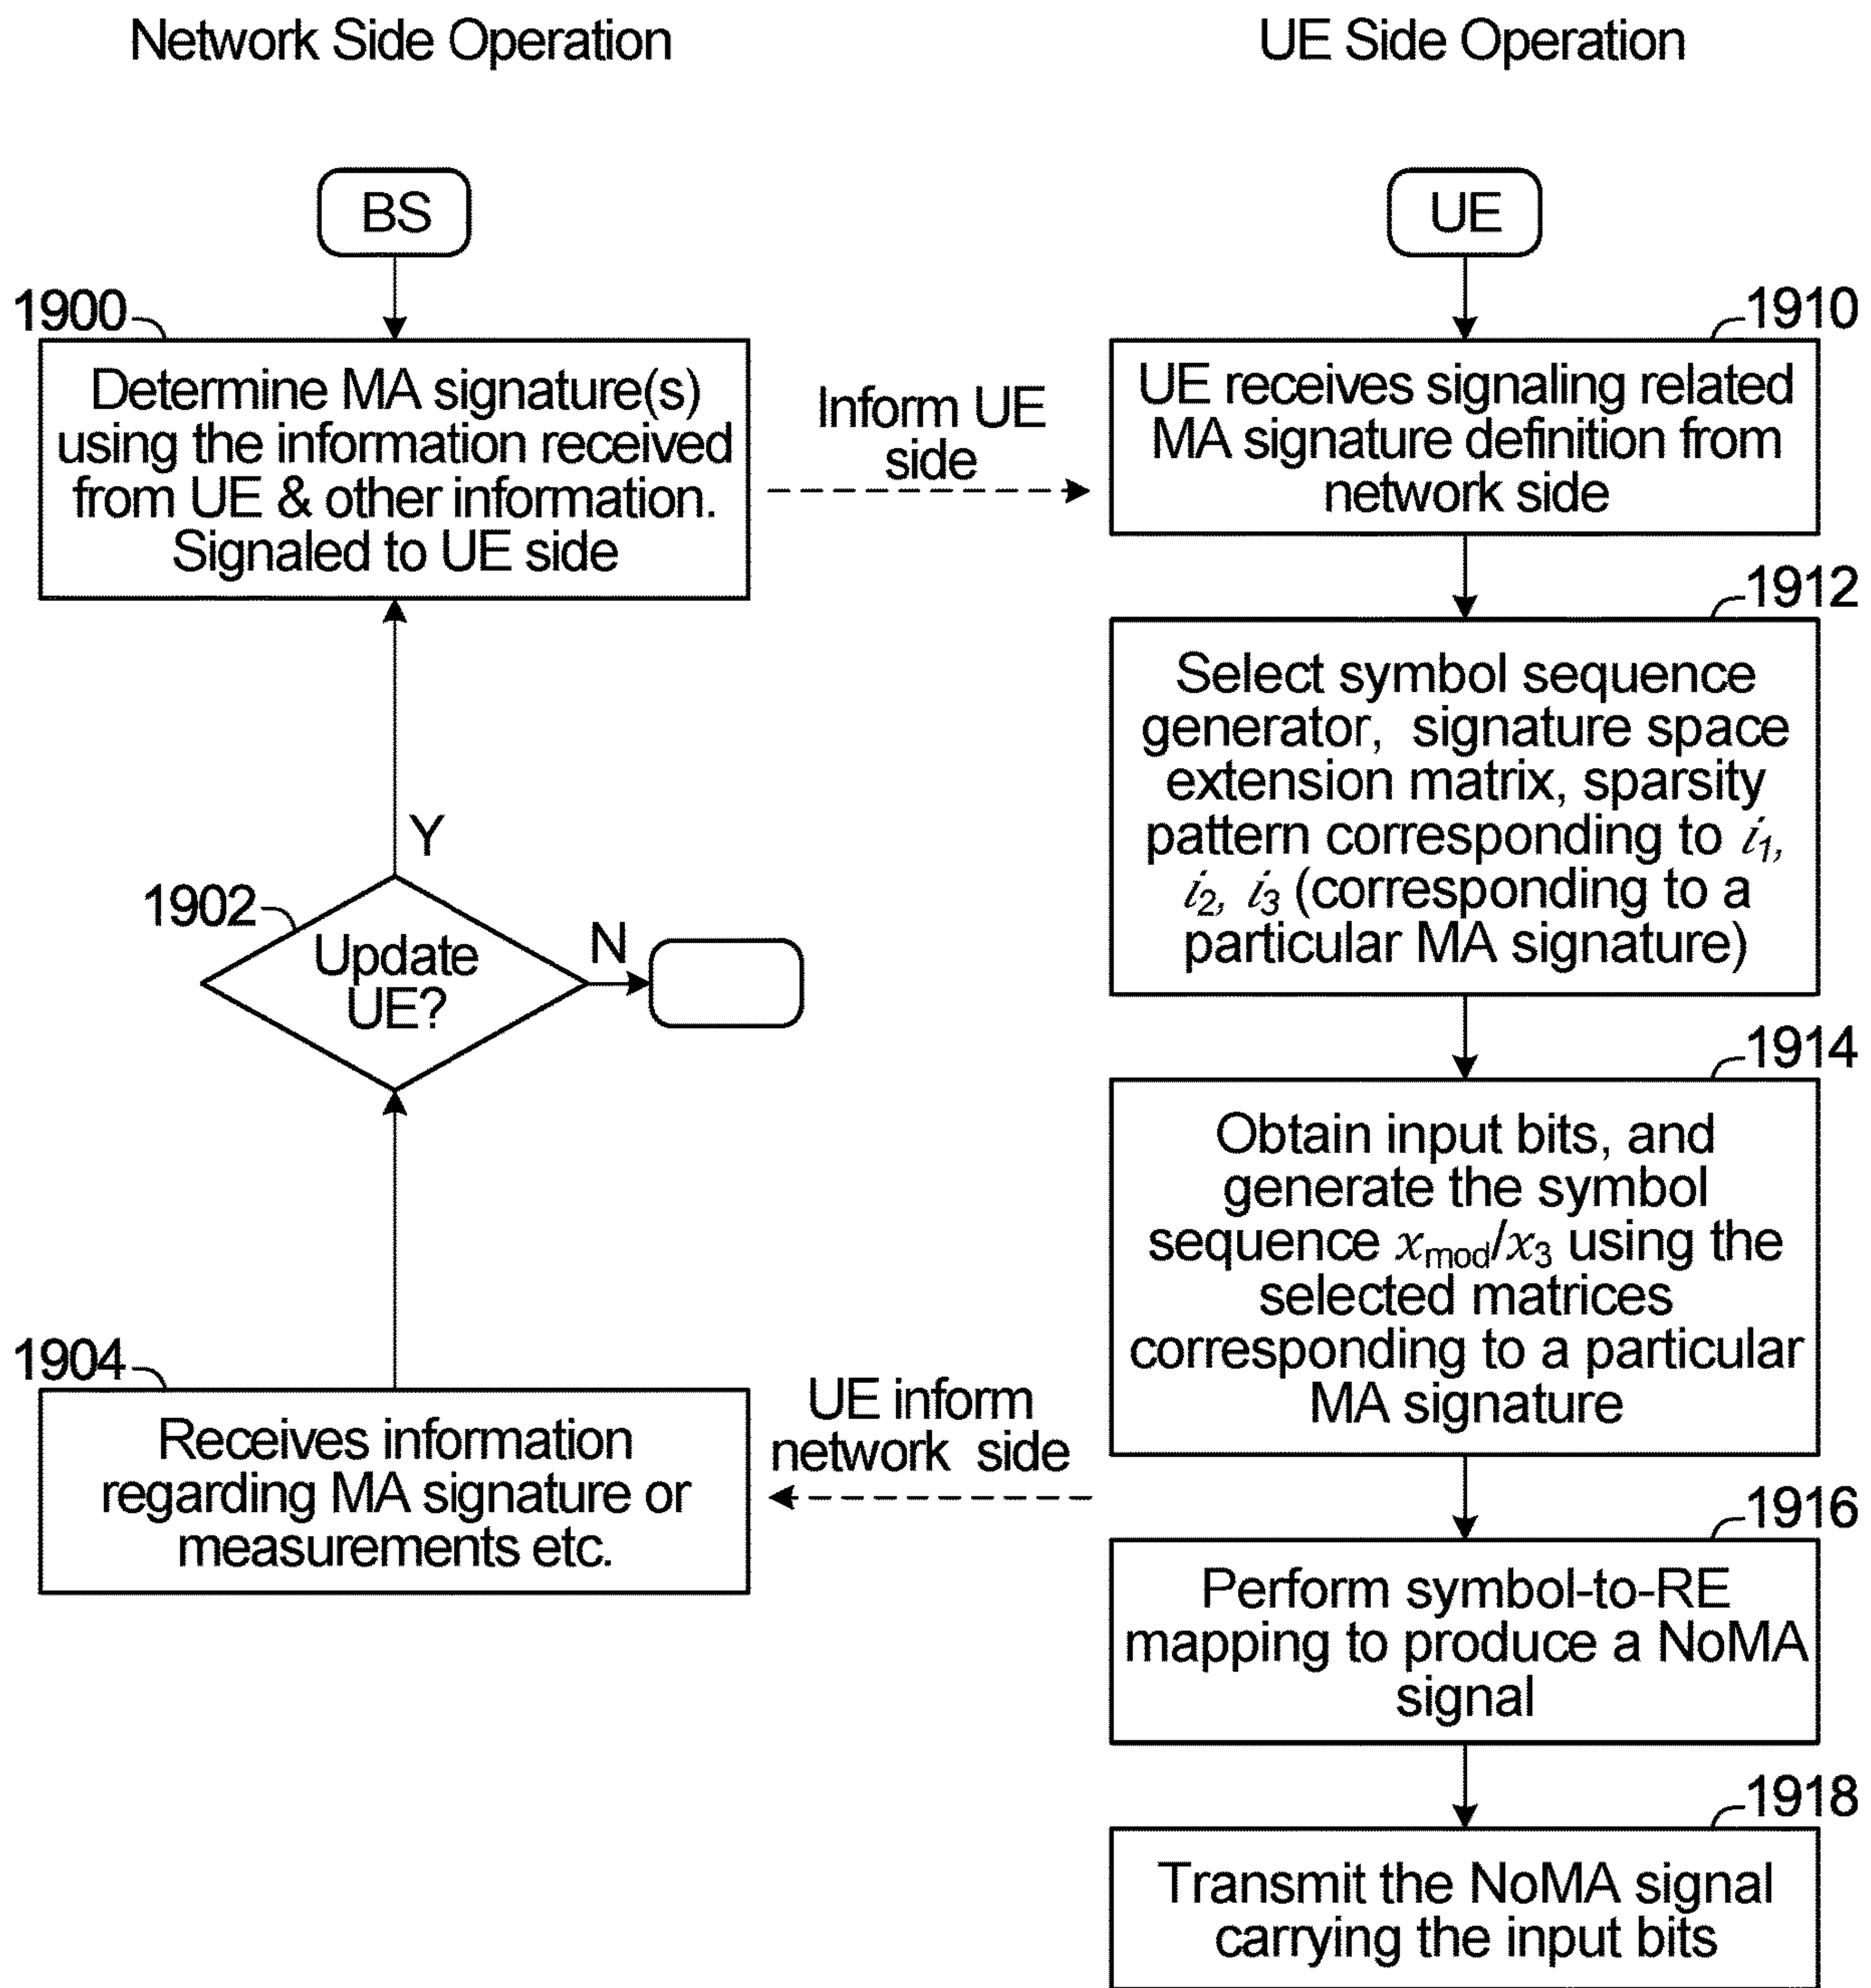 Network Side Operation
UE Side Operation
BS
1900
Determine MA signature(s)
using the information received
from UE & other information.
Signaled to UE side
Inform UE
side
Y
1902
Update
UE?
N
1904
Receives information
regarding MA signature or
measurements etc.
UE inform
network side
UE
1910
UE receives signaling related
MA signature definition from
network side
1912
Select symbol sequence
generator, signature space
extension matrix, sparsity
pattern corresponding to i₁,
i₂, i₃ (corresponding to a
particular MA signature)
1914
Obtain input bits, and
generate the symbol
sequence x_mod/x₃ using the
selected matrices
corresponding to a particular
MA signature
1916
Perform symbol-to-RE
mapping to produce a NoMA
signal
1918
Transmit the NoMA signal
carrying the input bits